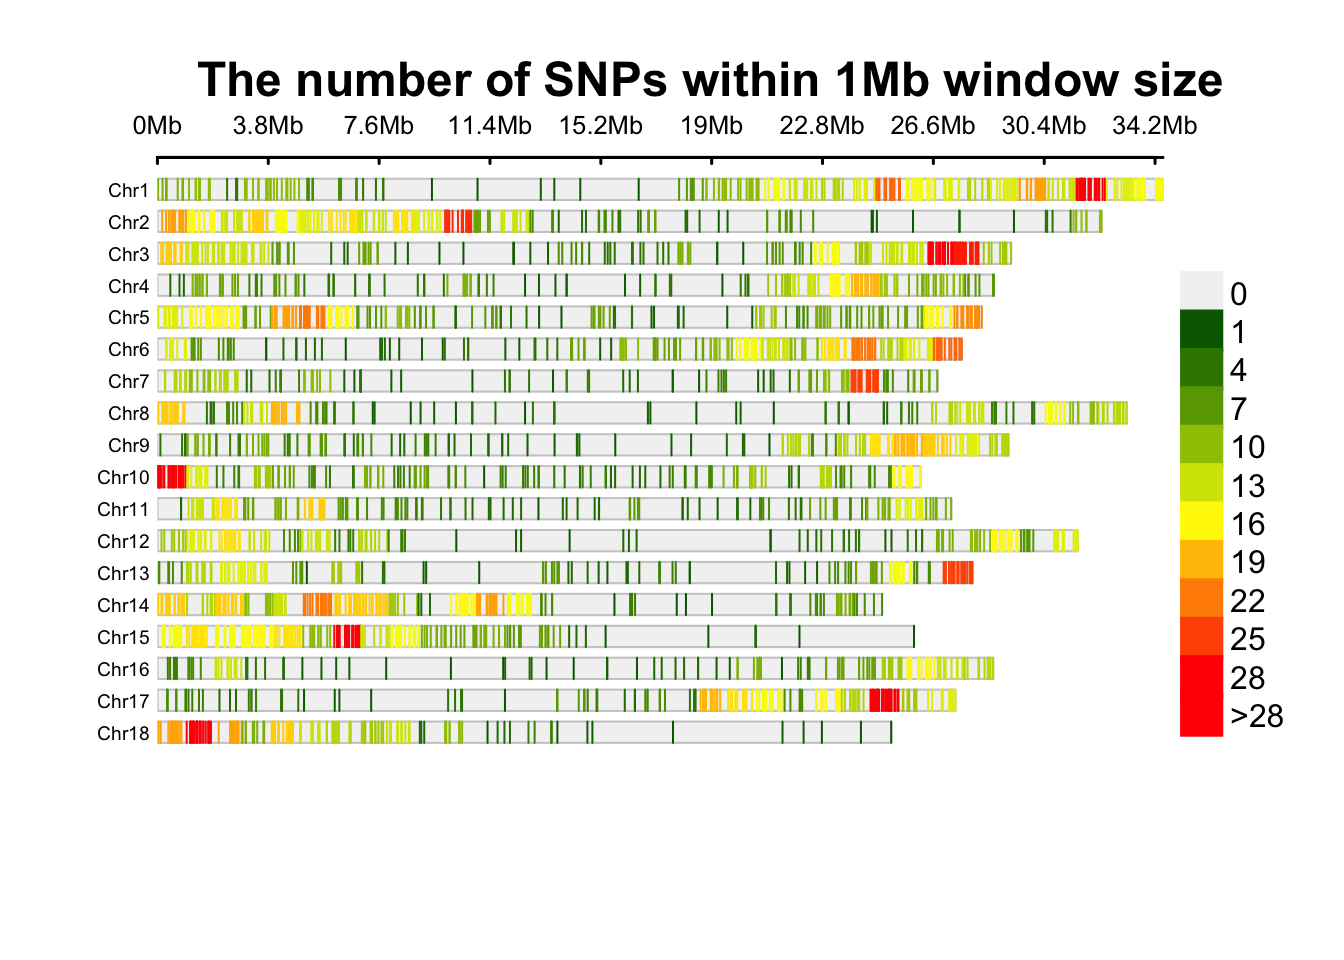 The number of SNPs within 1Mb window size
0Mb 3.8Mb 7.6Mb 11.4Mb 15.2Mb 19Mb 22.8Mb 26.6Mb 30.4Mb 34.2Mb
Chr1
Chr2
Chr3
Chr4
Chr5
Chr6
Chr7
Chr8
Chr9
Chr10
Chr11
Chr12
Chr13
Chr14
Chr15
Chr16
Chr17
Chr18
0
1
4
7
10
13
16
19
22
25
28
>28